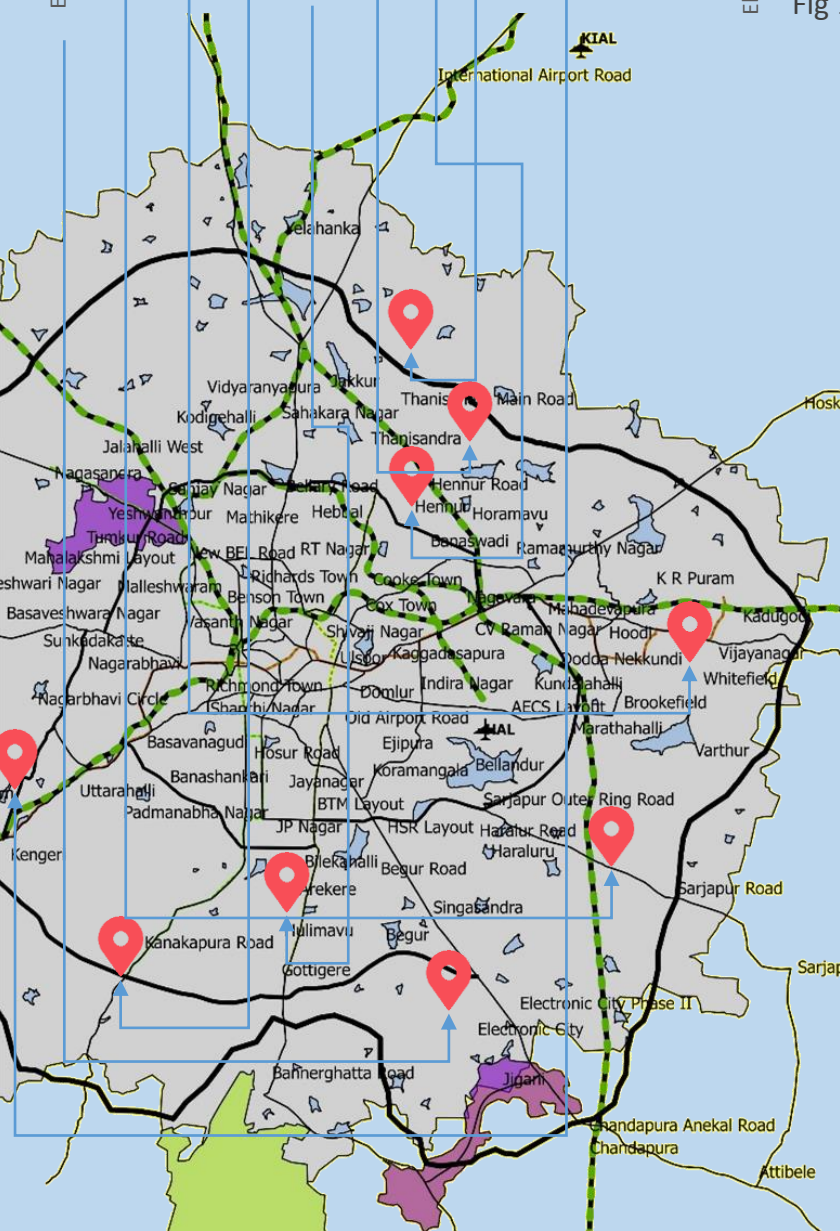 Fig
KIAL
International Airport Road
Yelahanka
Vidyaranyapura
Jakkur
Main Road
Hosk
Kodigehalli
Sahakara Nagar
Jalahalli West
Thanisandra
Nagasandra
Sanjay Nagar
Bellary Road
Hennur Road
Yeshwanthpur
Mathikere
Hebbal
Hennur
Horamavu
Tumkur Road
Banaswadi
Mahalakshmi Layout
New BEL Road
RT Nagar
Ramamurthy Nagar
eshwari Nagar
Malleshwaram
Richards Town
Cooke Town
K R Puram
Benson Town
Cox Town
Nagavara
Basaveshwara Nagar
Vasanth Nagar
Mahadevapura
Kadugod
Sunkadakatte
Shivaji Nagar
CV Raman Nagar
Hoodi
Nagarbhavi
Ulsoor
Kaggadasapura
Dodda Nekkundi
Vijayanagar
Nagarbhavi Circle
Richmond Town
Domlur
Indira Nagar
Kundalahalli
Whitefield
Shanthi Nagar
AECS Layout
Brookefield
Old Airport Road
HAL
Marathahalli
Basavanagudi
Hosur Road
Ejipura
Varthur
Banashankari
Koramangala
Bellandur
Uttarahalli
Jayanagar
Padmanabha Nagar
BTM Layout
Sarjapur Outer Ring Road
JP Nagar
HSR Layout
Haralur Road
Kenger
Bilekahalli
Haraluru
Begur Road
Arekere
Sarjapur Road
Singasandra
Hulimavu
Begur
Kanakapura Road
Gottigere
Sarjap
Electronic City Phase II
Electronic City
Bannerghatta Road
Jigani
Chandapura Anekal Road
Chandapura
Attibele